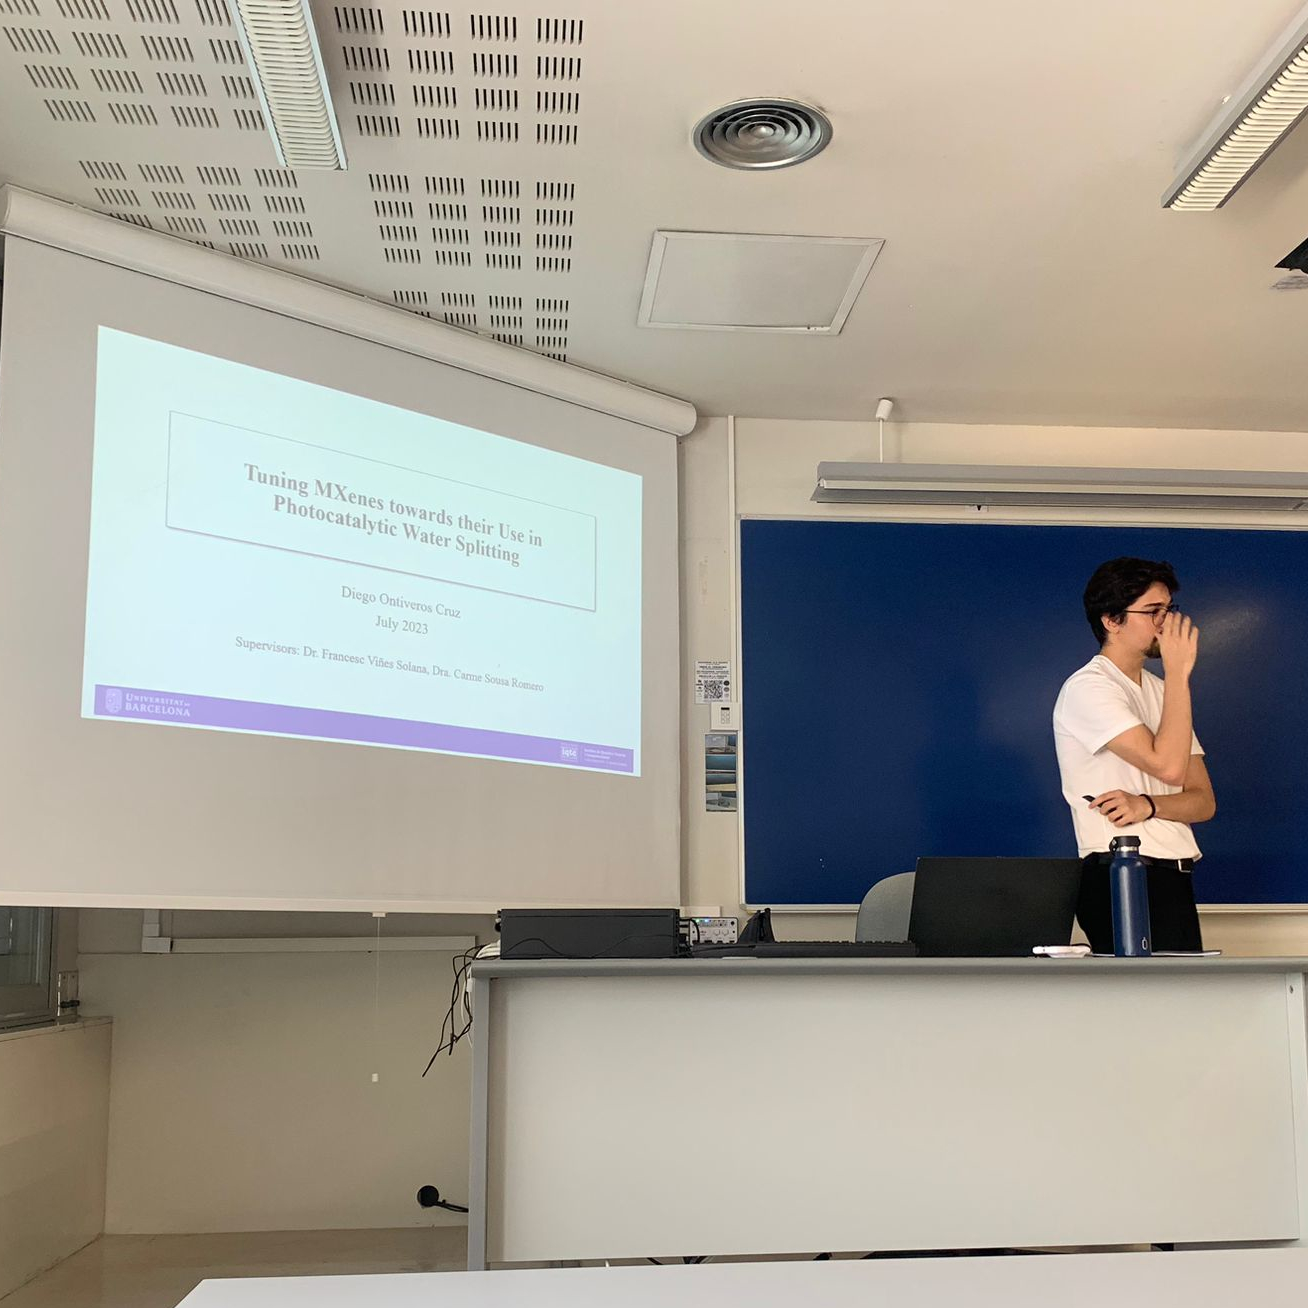 Tuning MXenes towards their Use in
Photocatalytic Water Splitting
Diego Ontiveros Cruz
July 2023
Supervisors: Dr. Francesc Viñes Solana, Dra. Carme Sousa Romero
UNIVERSITAT DE
BARCELONA
iqtc